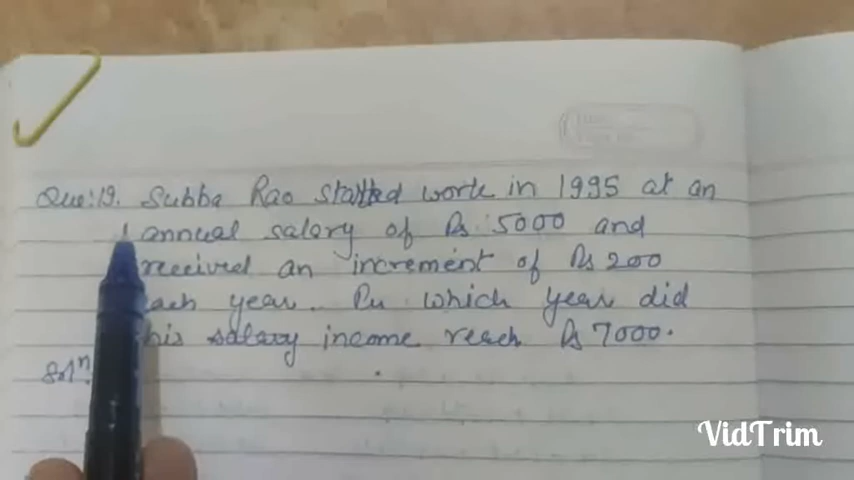 Que:19. Subba Rao started work in 1995 at an
annual salary of Rs 5000 and
received an increment of Rs 200
each year. In which year did
his salary income reach Rs 7000.
Solⁿ
VidTrim